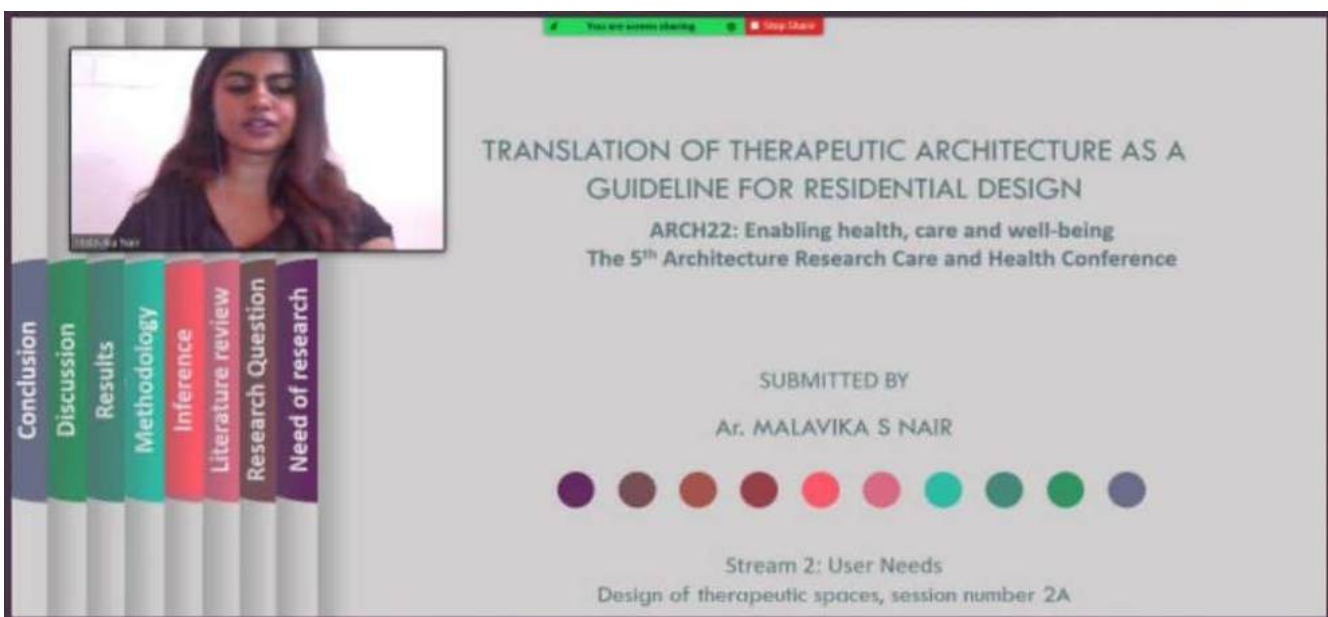 You are screen sharing
Stop Share
TRANSLATION OF THERAPEUTIC ARCHITECTURE AS A
GUIDELINE FOR RESIDENTIAL DESIGN
ARCH22: Enabling health, care and well-being
The 5th Architecture Research Care and Health Conference
Nair
Conclusion
Discussion
Results
Methodology
Inference
Literature review
Research Question
Need of research
SUBMITTED BY
Ar. MALAVIKA S NAIR
Stream 2: User Needs
Design of therapeutic spaces, session number 2A